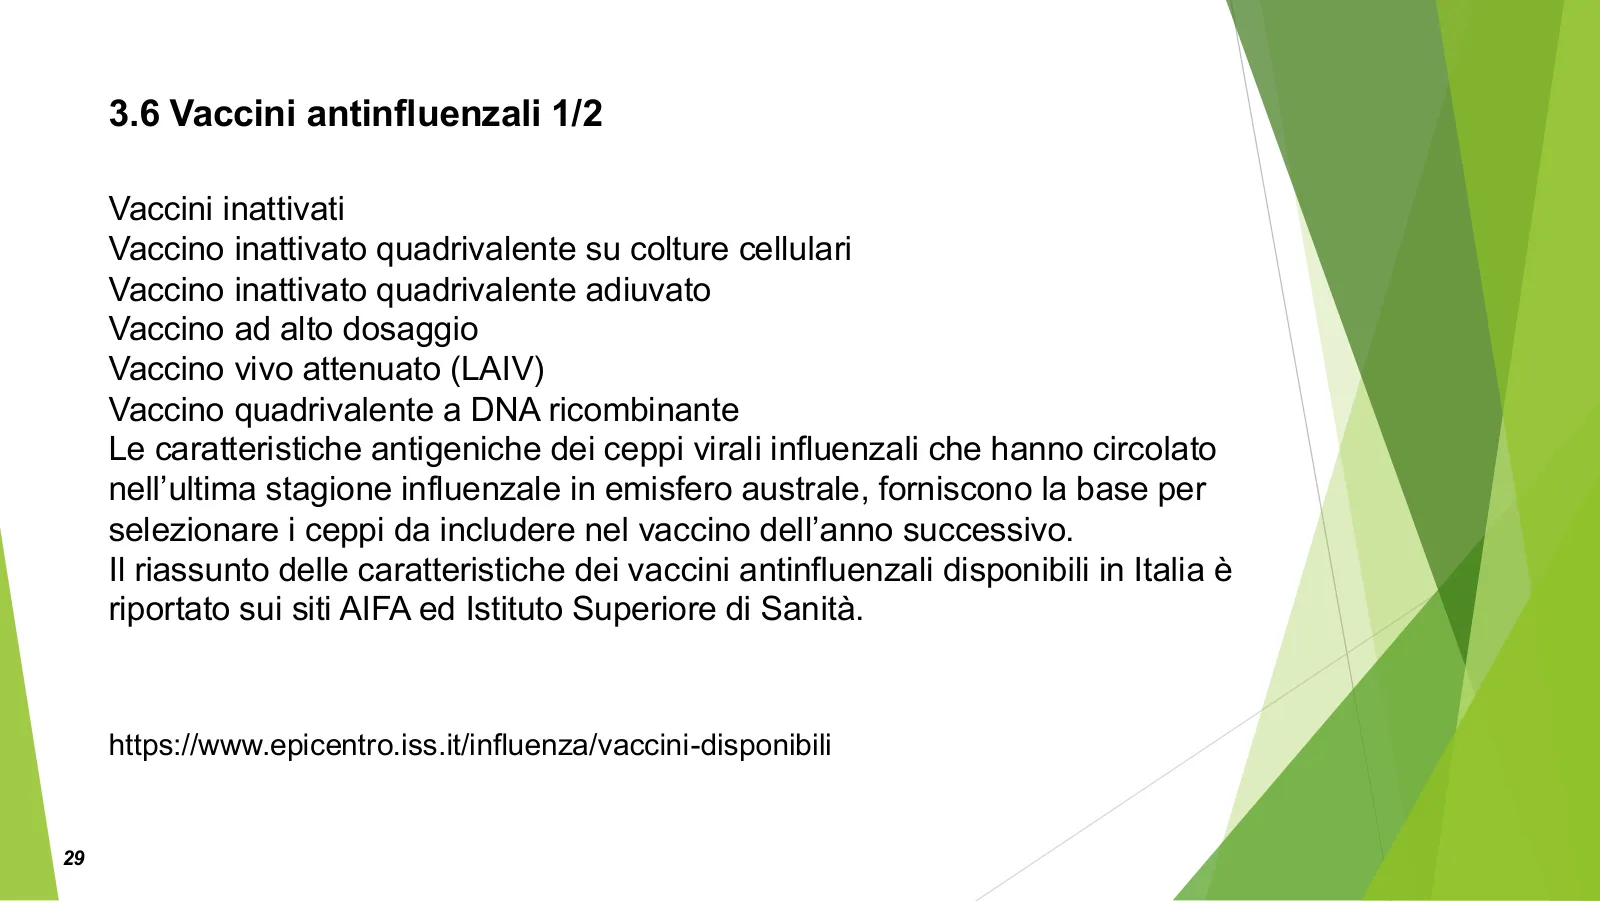 3.6 Vaccini antinfluenzali 1/2
Vaccini inattivati
Vaccino inattivato quadrivalente su colture cellulari
Vaccino inattivato quadrivalente adiuvato
Vaccino ad alto dosaggio
Vaccino vivo attenuato (LAIV)
Vaccino quadrivalente a DNA ricombinante
Le caratteristiche antigeniche dei ceppi virali influenzali che hanno circolato
nell’ultima stagione influenzale in emisfero australe, forniscono la base per
selezionare i ceppi da includere nel vaccino dell’anno successivo.
Il riassunto delle caratteristiche dei vaccini antinfluenzali disponibili in Italia è
riportato sui siti AIFA ed Istituto Superiore di Sanità.
https://www.epicentro.iss.it/influenza/vaccini-disponibili
29